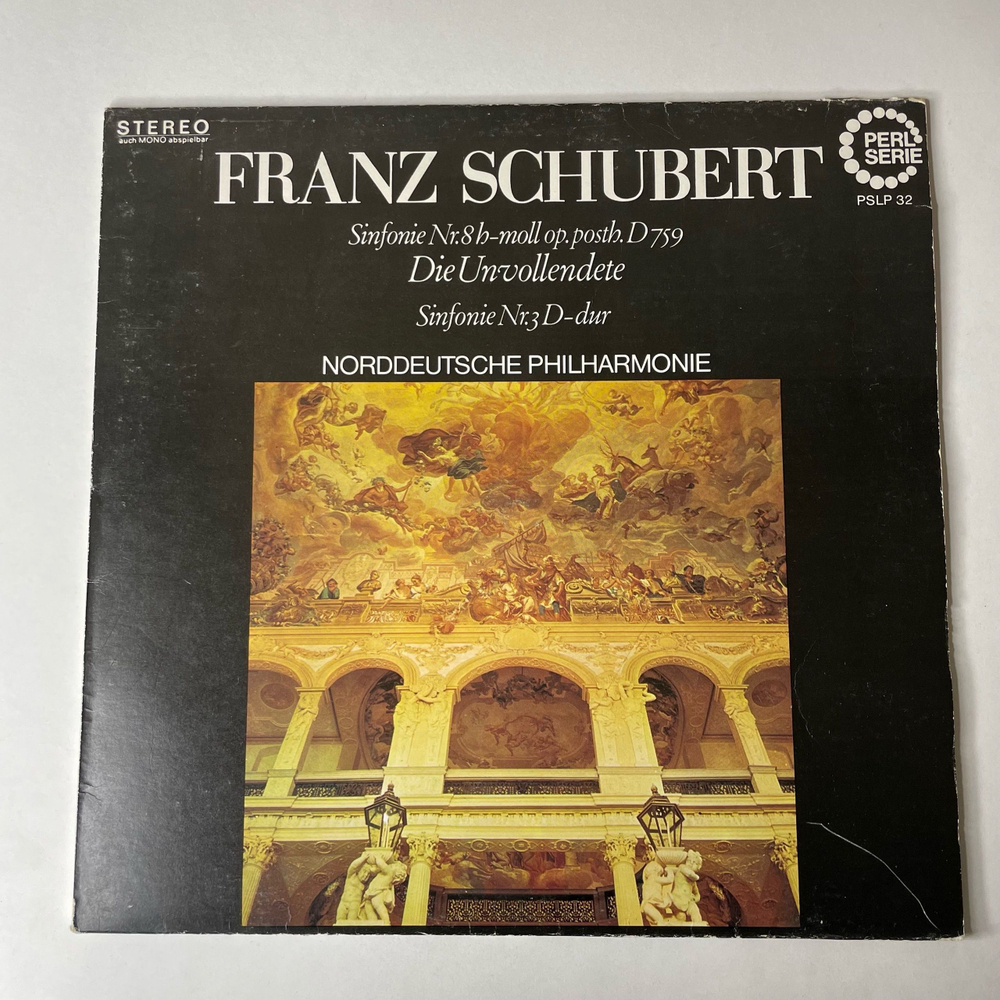 STEREO
auch MONO abspielbar
PERL
SERIE
PSLP 32
FRANZ SCHUBERT
Sinfonie Nr.8 h-moll op. posth. D 759
Die Unvollendete
Sinfonie Nr.3 D-dur
NORDDEUTSCHE PHILHARMONIE